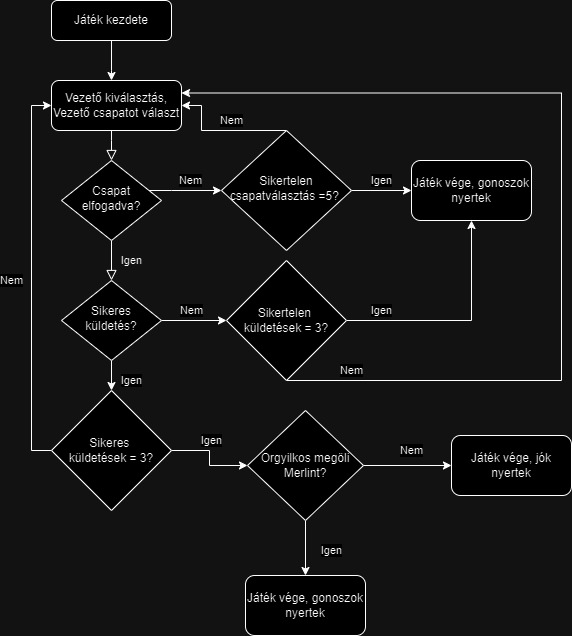 Játék kezdete
Vezető kiválasztás,
Vezető csapatot választ
Nem
Csapat
elfogadva?
Nem
Sikertelen
csapatválasztás =5?
Igen
Játék vége, gonoszok
nyertek
Igen
Nem
Sikeres
küldetés?
Nem
Sikertelen
küldetések = 3?
Igen
Nem
Igen
Sikeres
küldetések = 3?
Igen
Orgyilkos megöli
Merlint?
Nem
Játék vége, jók
nyertek
Igen
Játék vége, gonoszok
nyertek